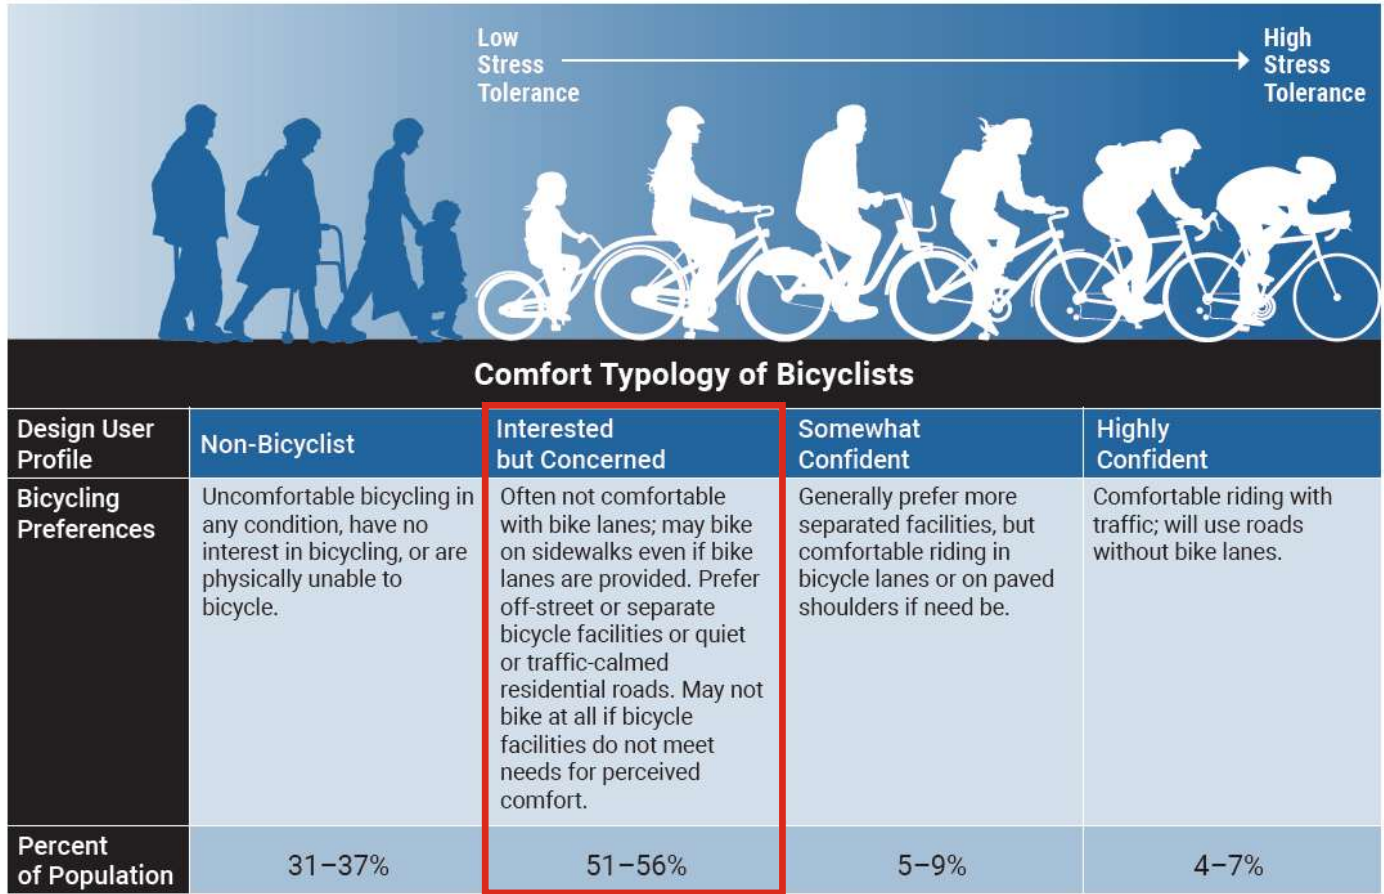 Low
Stress
Tolerance
High
Stress
Tolerance
Comfort Typology of Bicyclists
Design User
Profile
Non-Bicyclist
Interested
but Concerned
Somewhat
Confident
Highly
Confident
Bicycling
Preferences
Uncomfortable bicycling in
any condition, have no
interest in bicycling, or are
physically unable to
bicycle.
Often not comfortable
with bike lanes; may bike
on sidewalks even if bike
lanes are provided. Prefer
off-street or separate
bicycle facilities or quiet
or traffic-calmed
residential roads. May not
bike at all if bicycle
facilities do not meet
needs for perceived
comfort.
Generally prefer more
separated facilities, but
comfortable riding in
bicycle lanes or on paved
shoulders if need be.
Comfortable riding with
traffic; will use roads
without bike lanes.
Percent
of Population
31–37%
51–56%
5–9%
4–7%